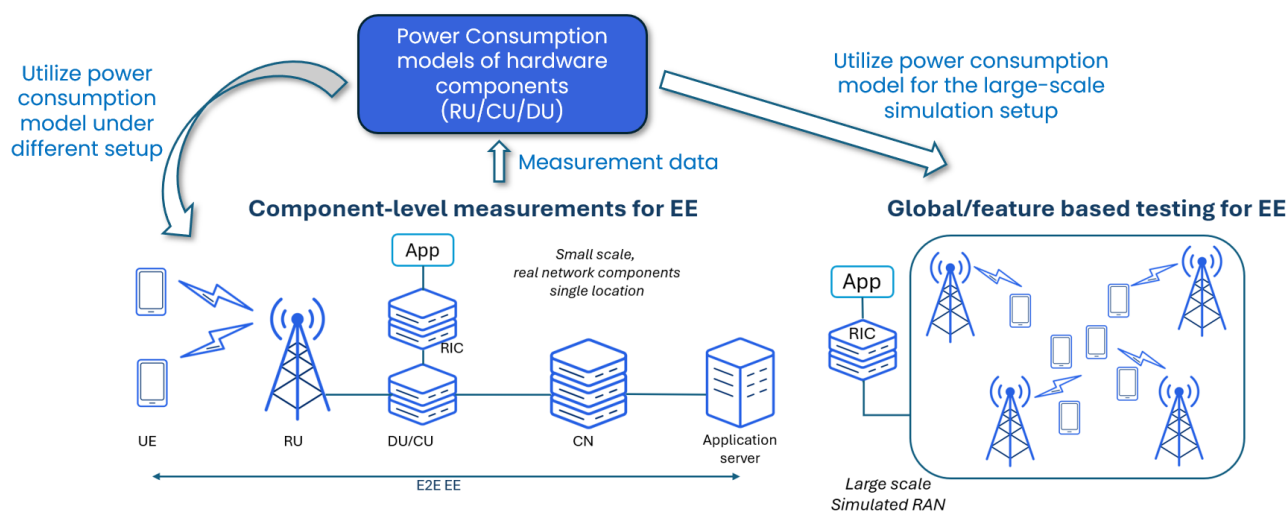 Power Consumption
models of hardware
components
(RU/CU/DU)
Utilize power
consumption
model under
different setup
Utilize power consumption
model for the large-scale
simulation setup
Measurement data
Component-level measurements for EE
Global/feature based testing for EE
App
Small scale,
real network components
single location
RIC
UE
RU
DU/CU
CN
Application
server
E2E EE
App
RIC
Large scale
Simulated RAN